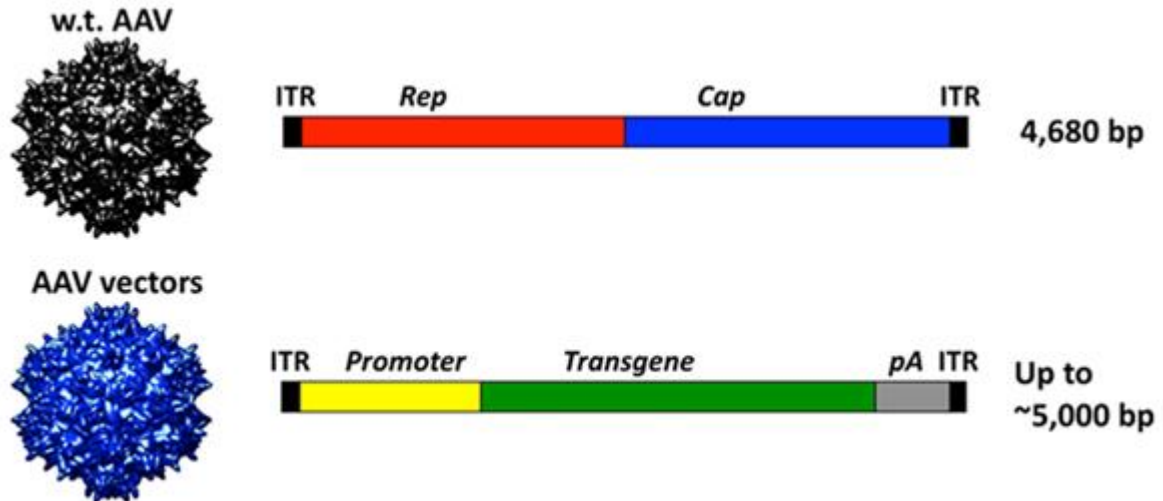 w.t. AAV
ITR Rep Cap ITR
4,680 bp
AAV vectors
ITR Promoter Transgene pA ITR
Up to
~5,000 bp